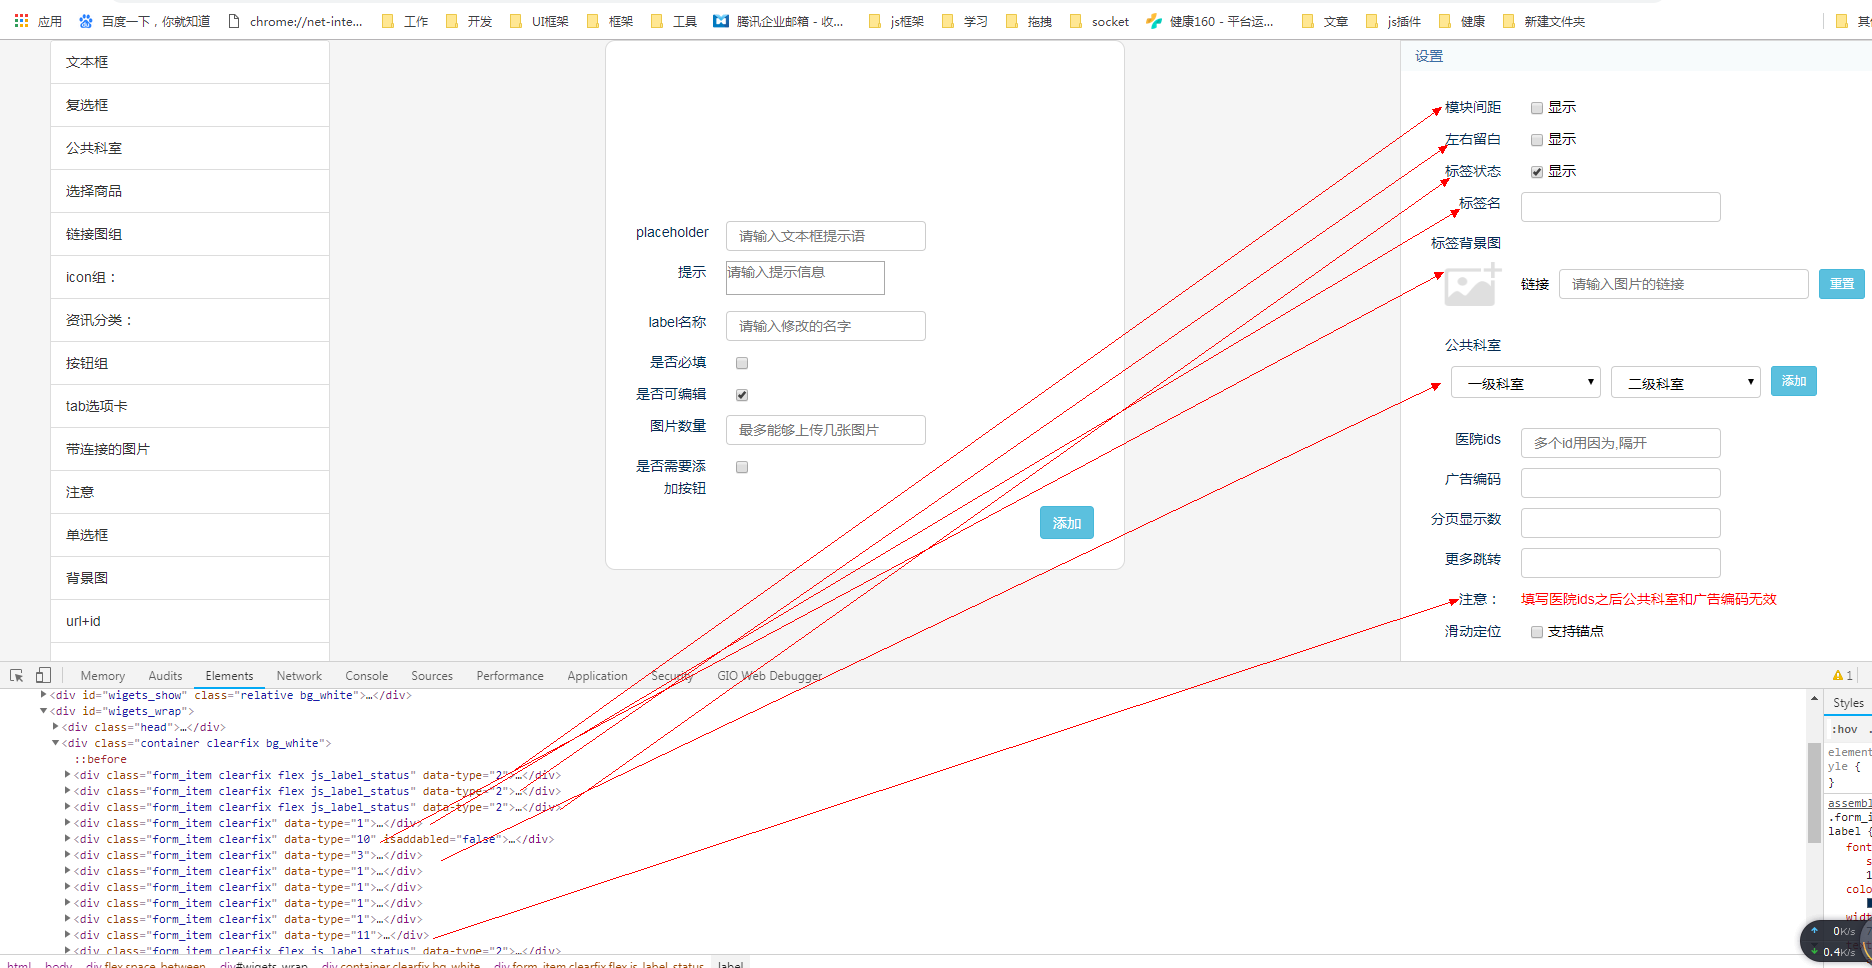 应用 百度一下，你就知道 chrome://net-inte... 工作 开发 UI框架 框架 工具 腾讯企业邮箱 - 收... js框架 学习 拖拽 socket 健康160 - 平台运... 文章 js插件 健康 新建文件夹
文本框
复选框
公共科室
选择商品
链接图组
icon组：
资讯分类：
按钮组
tab选项卡
带连接的图片
注意
单选框
背景图
url+id
placeholder 请输入文本框提示语
提示 请输入提示信息
label名称 请输入修改的名字
是否必填
是否可编辑
图片数量 最多能够上传几张图片
是否需要添
加按钮
添加
设置
模块间距 显示
左右留白 显示
标签状态 显示
标签名
标签背景图
链接 请输入图片的链接 重置
公共科室
一级科室 二级科室 添加
医院ids 多个id用因为,隔开
广告编码
分页显示数
更多跳转
注意： 填写医院ids之后公共科室和广告编码无效
滑动定位 支持锚点
Memory Audits Elements Network Console Sources Performance Application Security GIO Web Debugger 1
<div id="wigets_show" class="relative bg_white">…</div>
<div id="wigets_wrap">
<div class="head">…</div>
<div class="container clearfix bg_white">
::before
<div class="form_item clearfix flex js_label_status" data-type="2">…</div>
<div class="form_item clearfix flex js_label_status" data-type="2">…</div>
<div class="form_item clearfix flex js_label_status" data-type="2">…</div>
<div class="form_item clearfix" data-type="1">…</div>
<div class="form_item clearfix" data-type="10" isaddabled="false">…</div>
<div class="form_item clearfix" data-type="3">…</div>
<div class="form_item clearfix" data-type="1">…</div>
<div class="form_item clearfix" data-type="1">…</div>
<div class="form_item clearfix" data-type="1">…</div>
<div class="form_item clearfix" data-type="1">…</div>
<div class="form_item clearfix" data-type="11">…</div>
<div class="form_item clearfix flex js_label_status" data-type="2">…</div>
html body div.flex.space_between div#wigets_wrap div.container.clearfix.bg_white div.form_item.clearfix.flex.js_label_status label
Styles
:hov
element
yle {
}
assembl
.form_i
label {
font
s
1
colo
widt
0K/s
0.4K/s